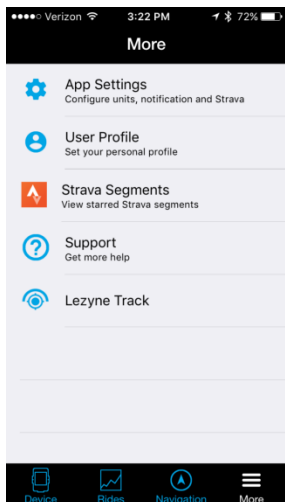 Verizon 3:22 PM 72%
More
App Settings
Configure units, notification and Strava
User Profile
Set your personal profile
Strava Segments
View starred Strava segments
Support
Get more help
Lezyne Track
Device Rides Navigation More